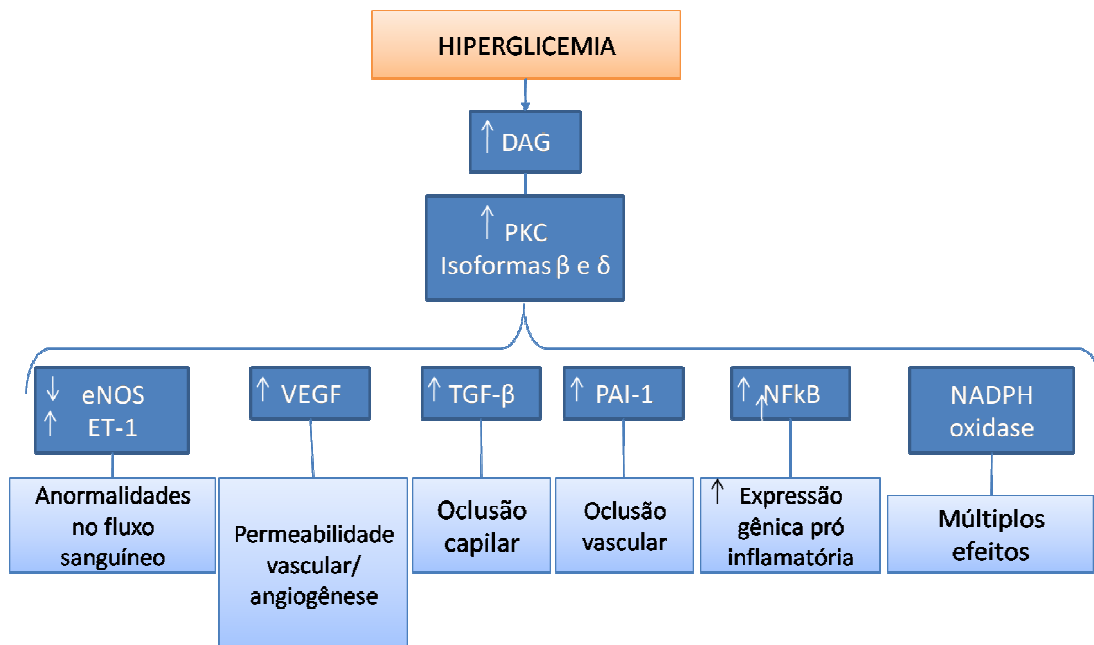 HIPERGLICEMIA
↑ DAG
↑ PKC
Isoformas β e δ
↓ eNOS
↑ ET-1
↑ VEGF
↑ TGF-β
↑ PAI-1
↑ ↑ NFkB
NADPH
oxidase
Anormalidades
no fluxo
sanguíneo
Permeabilidade
vascular/
angiogênese
Oclusão
capilar
Oclusão
vascular
↑ Expressão
gênica pró
inflamatória
Múltiplos
efeitos